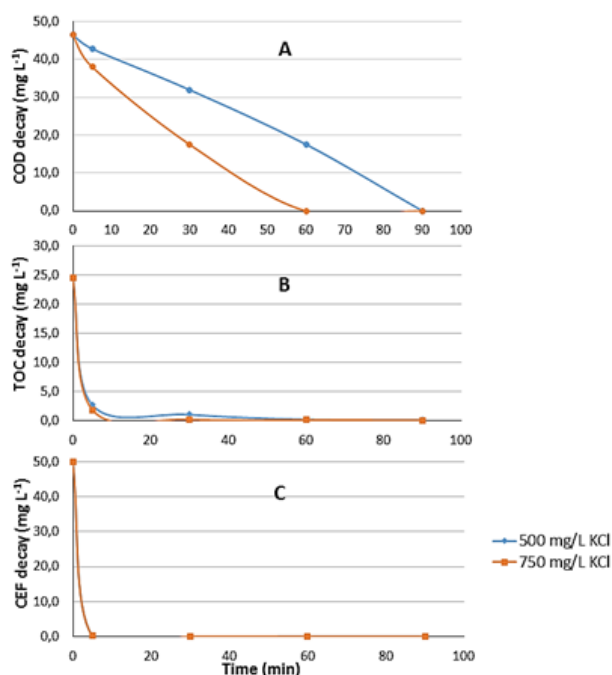 50,0
40,0
30,0
20,0
10,0
0,0
COD decay (mg L-1)
A
0 10 20 30 40 50 60 70 80 90 100
30,0
25,0
20,0
15,0
10,0
5,0
0,0
TOC decay (mg L-1)
B
0 20 40 60 80 100
50,0
40,0
30,0
20,0
10,0
0,0
CEF decay (mg L-1)
C
0 20 40 60 80 100
Time (min)
500 mg/L KCl
750 mg/L KCl